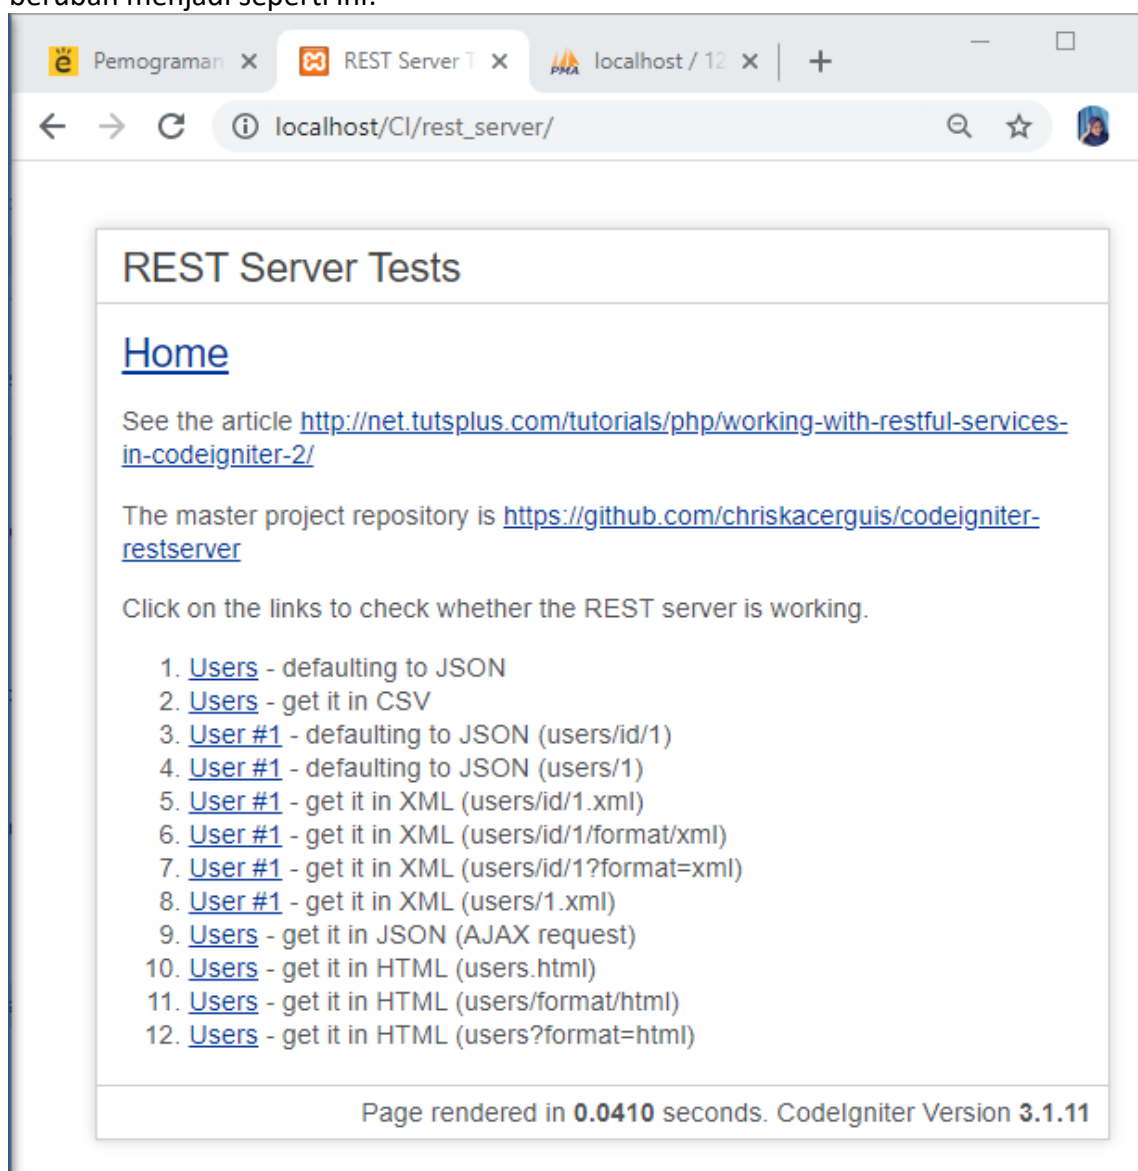 berubah menjadi seperti ini:
Pemograman
REST Server T
PMA
localhost / 12
localhost/CI/rest_server/
REST Server Tests
Home
See the article http://net.tutsplus.com/tutorials/php/working-with-restful-services-
in-codeigniter-2/
The master project repository is https://github.com/chriskacerguis/codeigniter-
restserver
Click on the links to check whether the REST server is working.
1. Users - defaulting to JSON
2. Users - get it in CSV
3. User #1 - defaulting to JSON (users/id/1)
4. User #1 - defaulting to JSON (users/1)
5. User #1 - get it in XML (users/id/1.xml)
6. User #1 - get it in XML (users/id/1/format/xml)
7. User #1 - get it in XML (users/id/1?format=xml)
8. User #1 - get it in XML (users/1.xml)
9. Users - get it in JSON (AJAX request)
10. Users - get it in HTML (users.html)
11. Users - get it in HTML (users/format/html)
12. Users - get it in HTML (users?format=html)
Page rendered in 0.0410 seconds. CodeIgniter Version 3.1.11